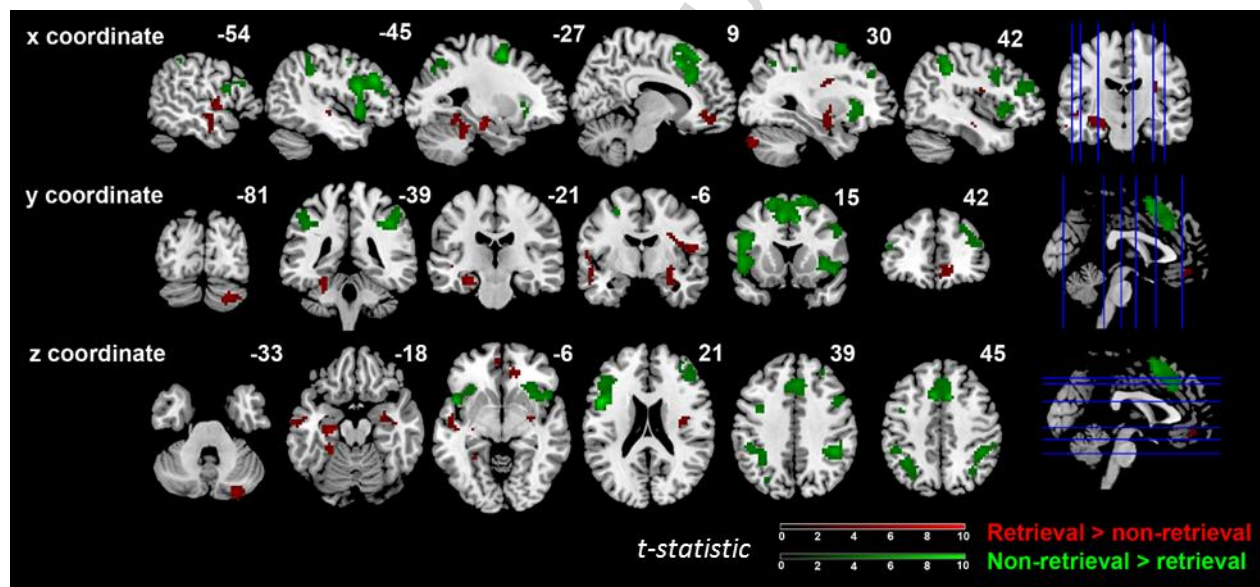 x coordinate -54 -45 -27 9 30 42
y coordinate -81 -39 -21 -6 15 42
z coordinate -33 -18 -6 21 39 45
t-statistic
0 2 4 6 8 10 Retrieval > non-retrieval
0 2 4 6 8 10 Non-retrieval > retrieval